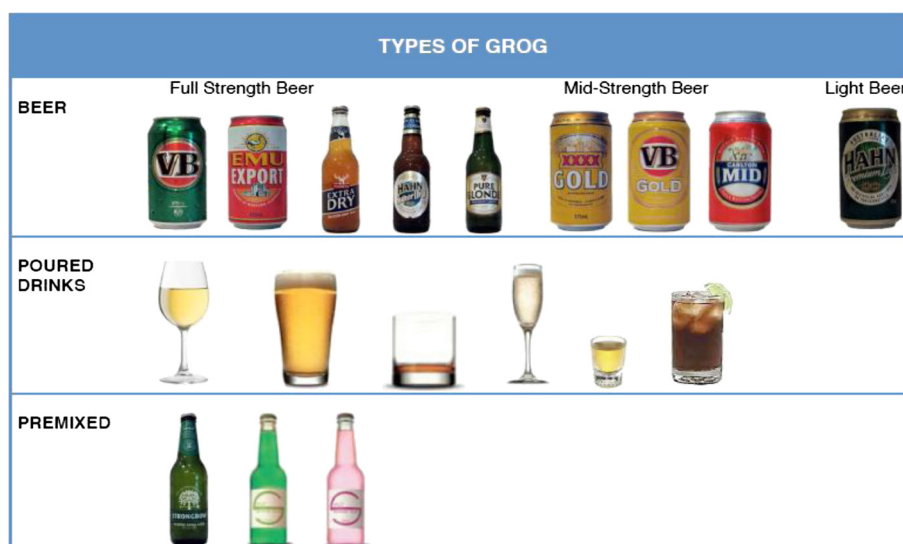 TYPES OF GROG
Full Strength Beer
Mid-Strength Beer
Light Beer
BEER
VB
EMU
EXPORT
EXTRA
DRY
HAHN
PURE
BLONDE
XXXX
GOLD
VB
GOLD
CARLTON
MID
HAHN
POURED
DRINKS
PREMIXED
STRONGBOW
S
S